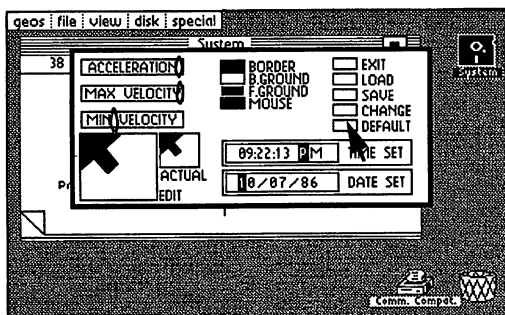 geos file view disk special
System
38
ACCELERATION
MAX VELOCITY
MIN VELOCITY
BORDER
B.GROUND
F.GROUND
MOUSE
EXIT
LOAD
SAVE
CHANGE
DEFAULT
ACTUAL
EDIT
09:22:13 PM
TIME SET
10/07/86
DATE SET
System
Comm. Compat.